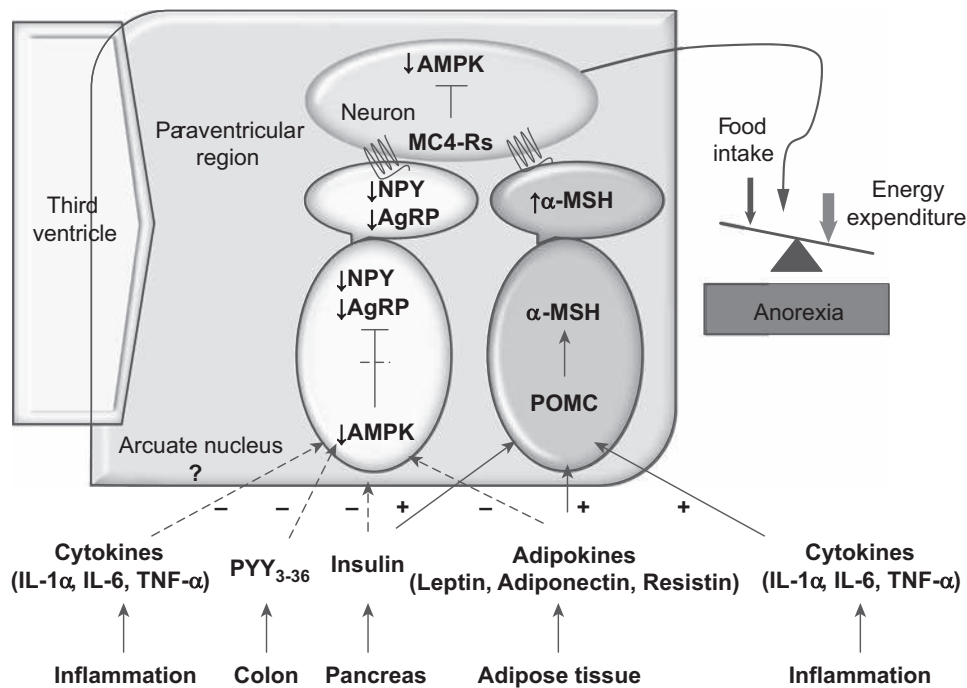 ↓AMPK
Neuron
Paraventricular
region
MC4-Rs
Food
intake
Energy
expenditure
Third
ventricle
↓NPY
↓AgRP
↑α-MSH
Anorexia
↓NPY
↓AgRP
α-MSH
POMC
↓AMPK
Arcuate nucleus
?
– – – + – + +
Cytokines
(IL-1α, IL-6, TNF-α)
PYY3-36
Insulin
Adipokines
(Leptin, Adiponectin, Resistin)
Cytokines
(IL-1α, IL-6, TNF-α)
Inflammation
Colon
Pancreas
Adipose tissue
Inflammation